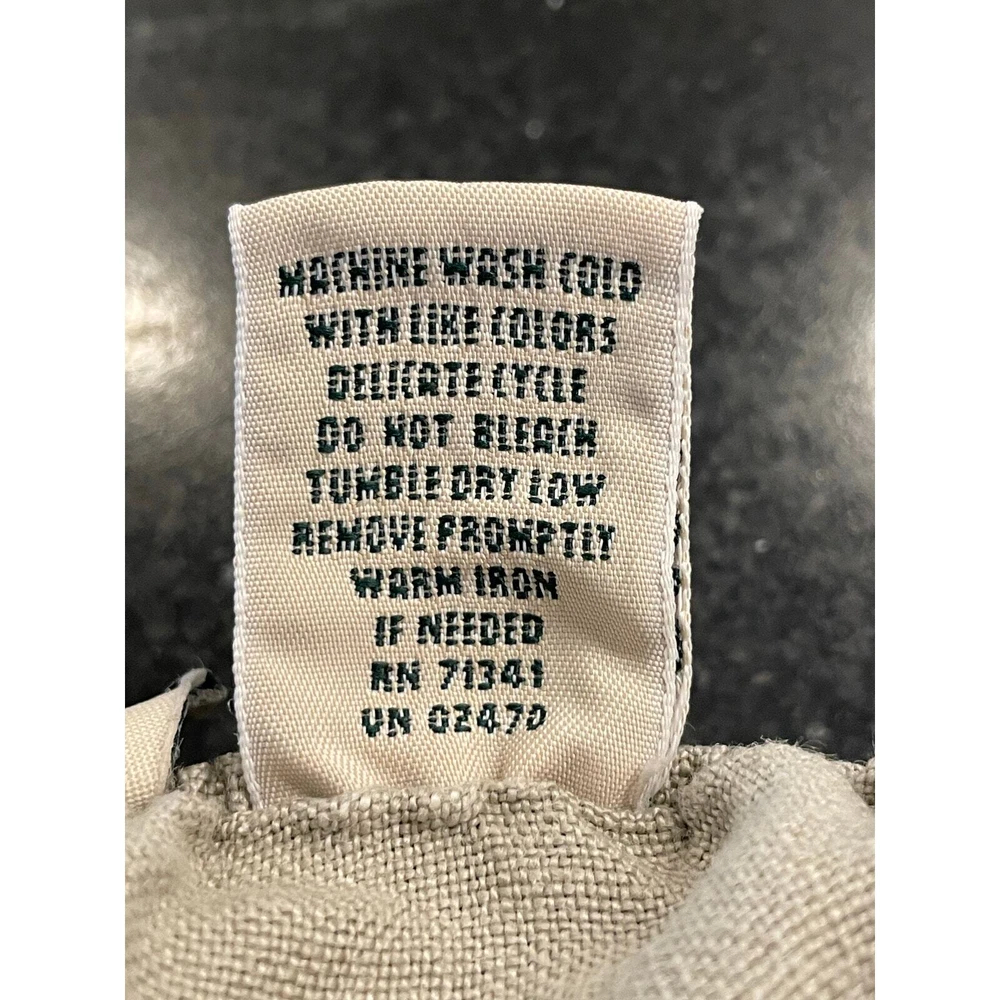 MACHINE WASH COLD
WITH LIKE COLORS
DELICATE CYCLE
DO NOT BLEACH
TUMBLE DRY LOW
REMOVE PROMPTLY
WARM IRON
IF NEEDED
RN 71341
VN 02470